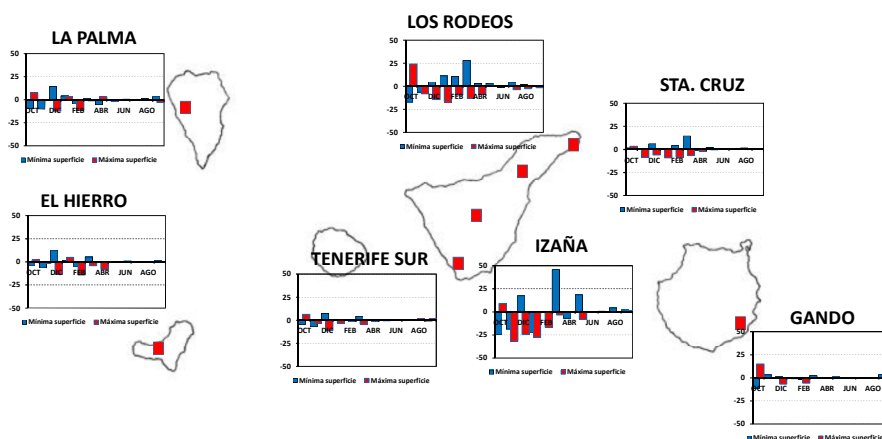 LOS RODEOS
50
25
0
-25
-50
OCT DIC FEB ABR JUN AGO
Mínima superficie Máxima superficie
LA PALMA
50
25
0
-25
-50
OCT DIC FEB ABR JUN AGO
Mínima superficie Máxima superficie
STA. CRUZ
50
25
0
-25
-50
OCT DIC FEB ABR JUN AGO
Mínima superficie Máxima superficie
EL HIERRO
50
25
0
-25
-50
OCT DIC FEB ABR JUN AGO
Mínima superficie Máxima superficie
TENERIFE SUR
50
25
0
-25
-50
OCT DIC FEB ABR JUN AGO
Mínima superficie Máxima superficie
IZAÑA
50
25
0
-25
-50
OCT DIC FEB ABR JUN AGO
Mínima superficie Máxima superficie
GANDO
50
25
0
-25
-50
OCT DIC FEB ABR JUN AGO
Mínima superficie Máxima superficie